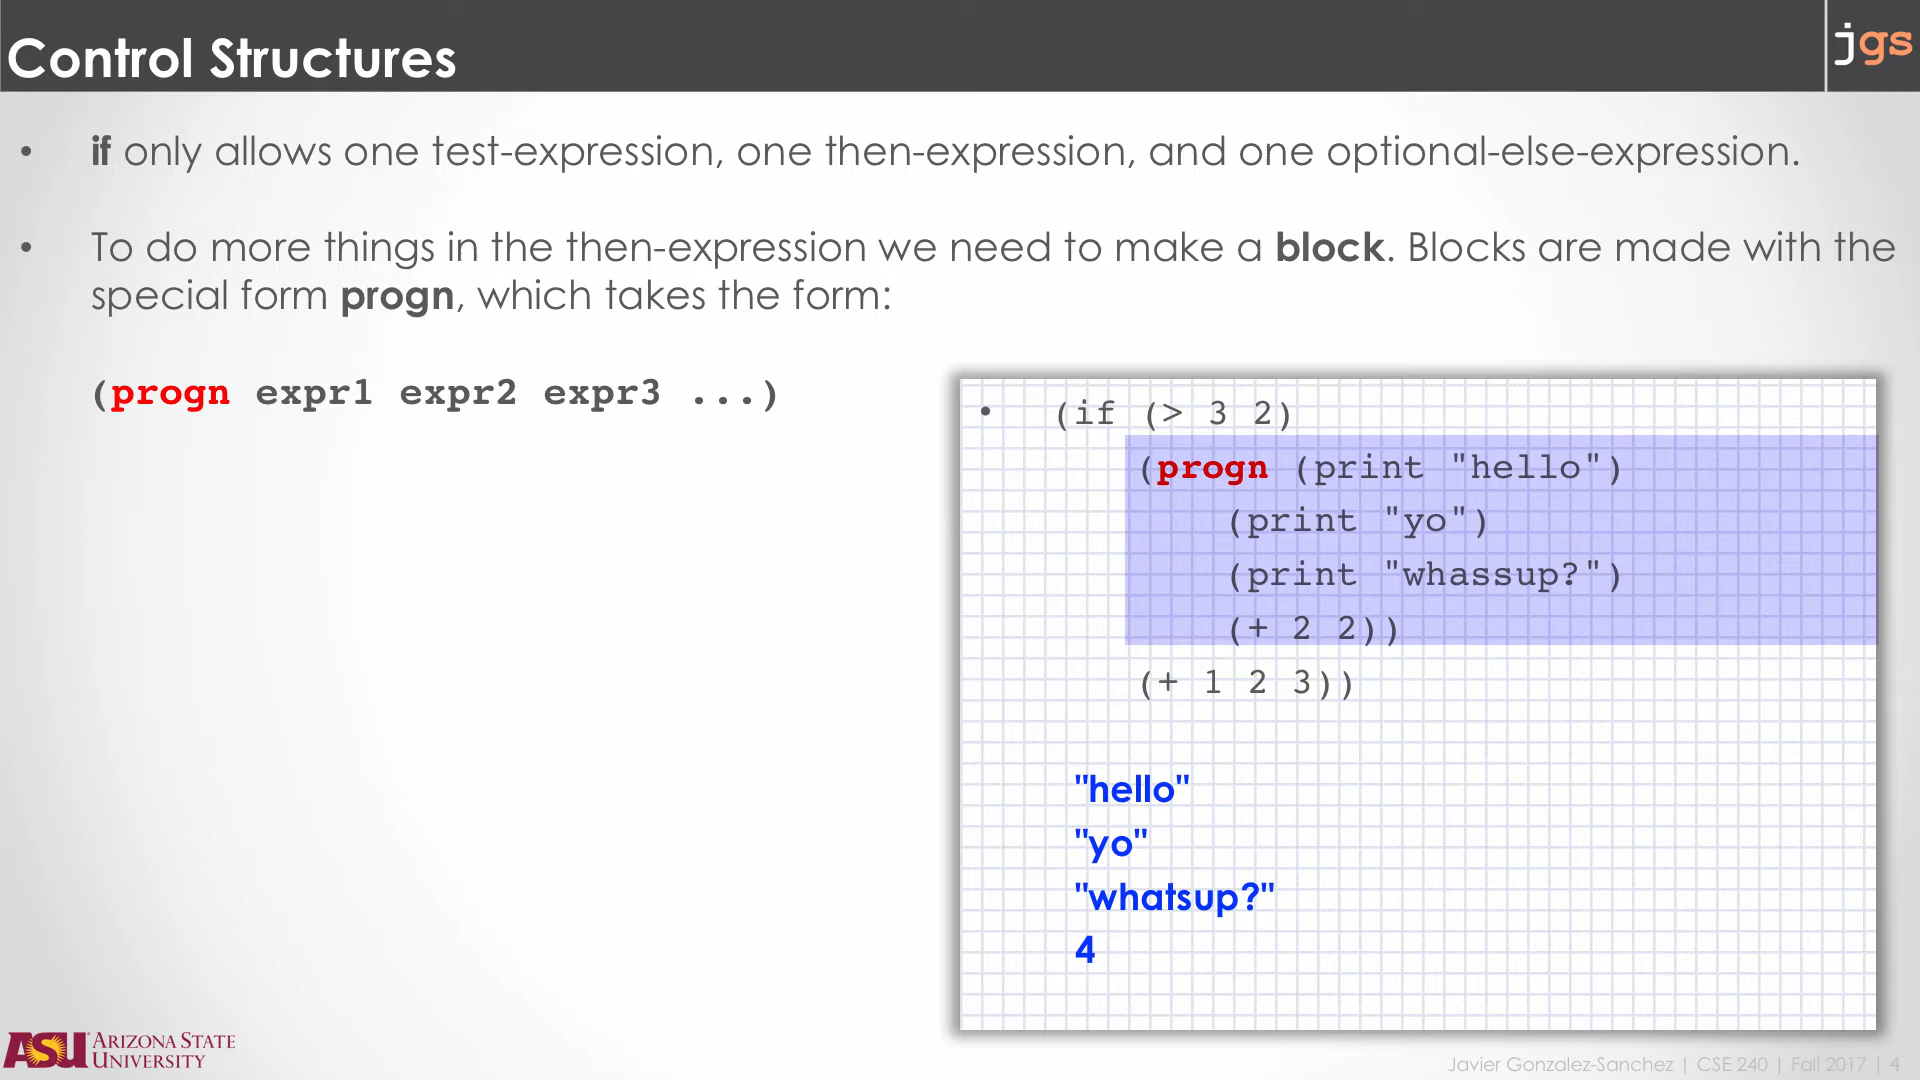 Control Structures
jgs
• if only allows one test-expression, one then-expression, and one optional-else-expression.
• To do more things in the then-expression we need to make a block. Blocks are made with the
special form progn, which takes the form:
(progn expr1 expr2 expr3 ...)
• (if (> 3 2)
(progn (print "hello")
(print "yo")
(print "whassup?")
(+ 2 2))
(+ 1 2 3))
"hello"
"yo"
"whatsup?"
4
ASU ARIZONA STATE
UNIVERSITY
Javier Gonzalez-Sanchez | CSE 240 | Fall 2017 | 4